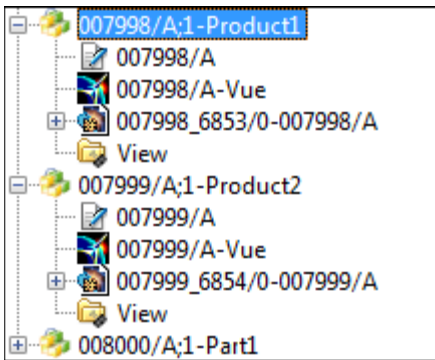 007998/A;1-Product1
007998/A
007998/A-Vue
007998_6853/0-007998/A
View
007999/A;1-Product2
007999/A
007999/A-Vue
007999_6854/0-007999/A
View
008000/A;1-Part1